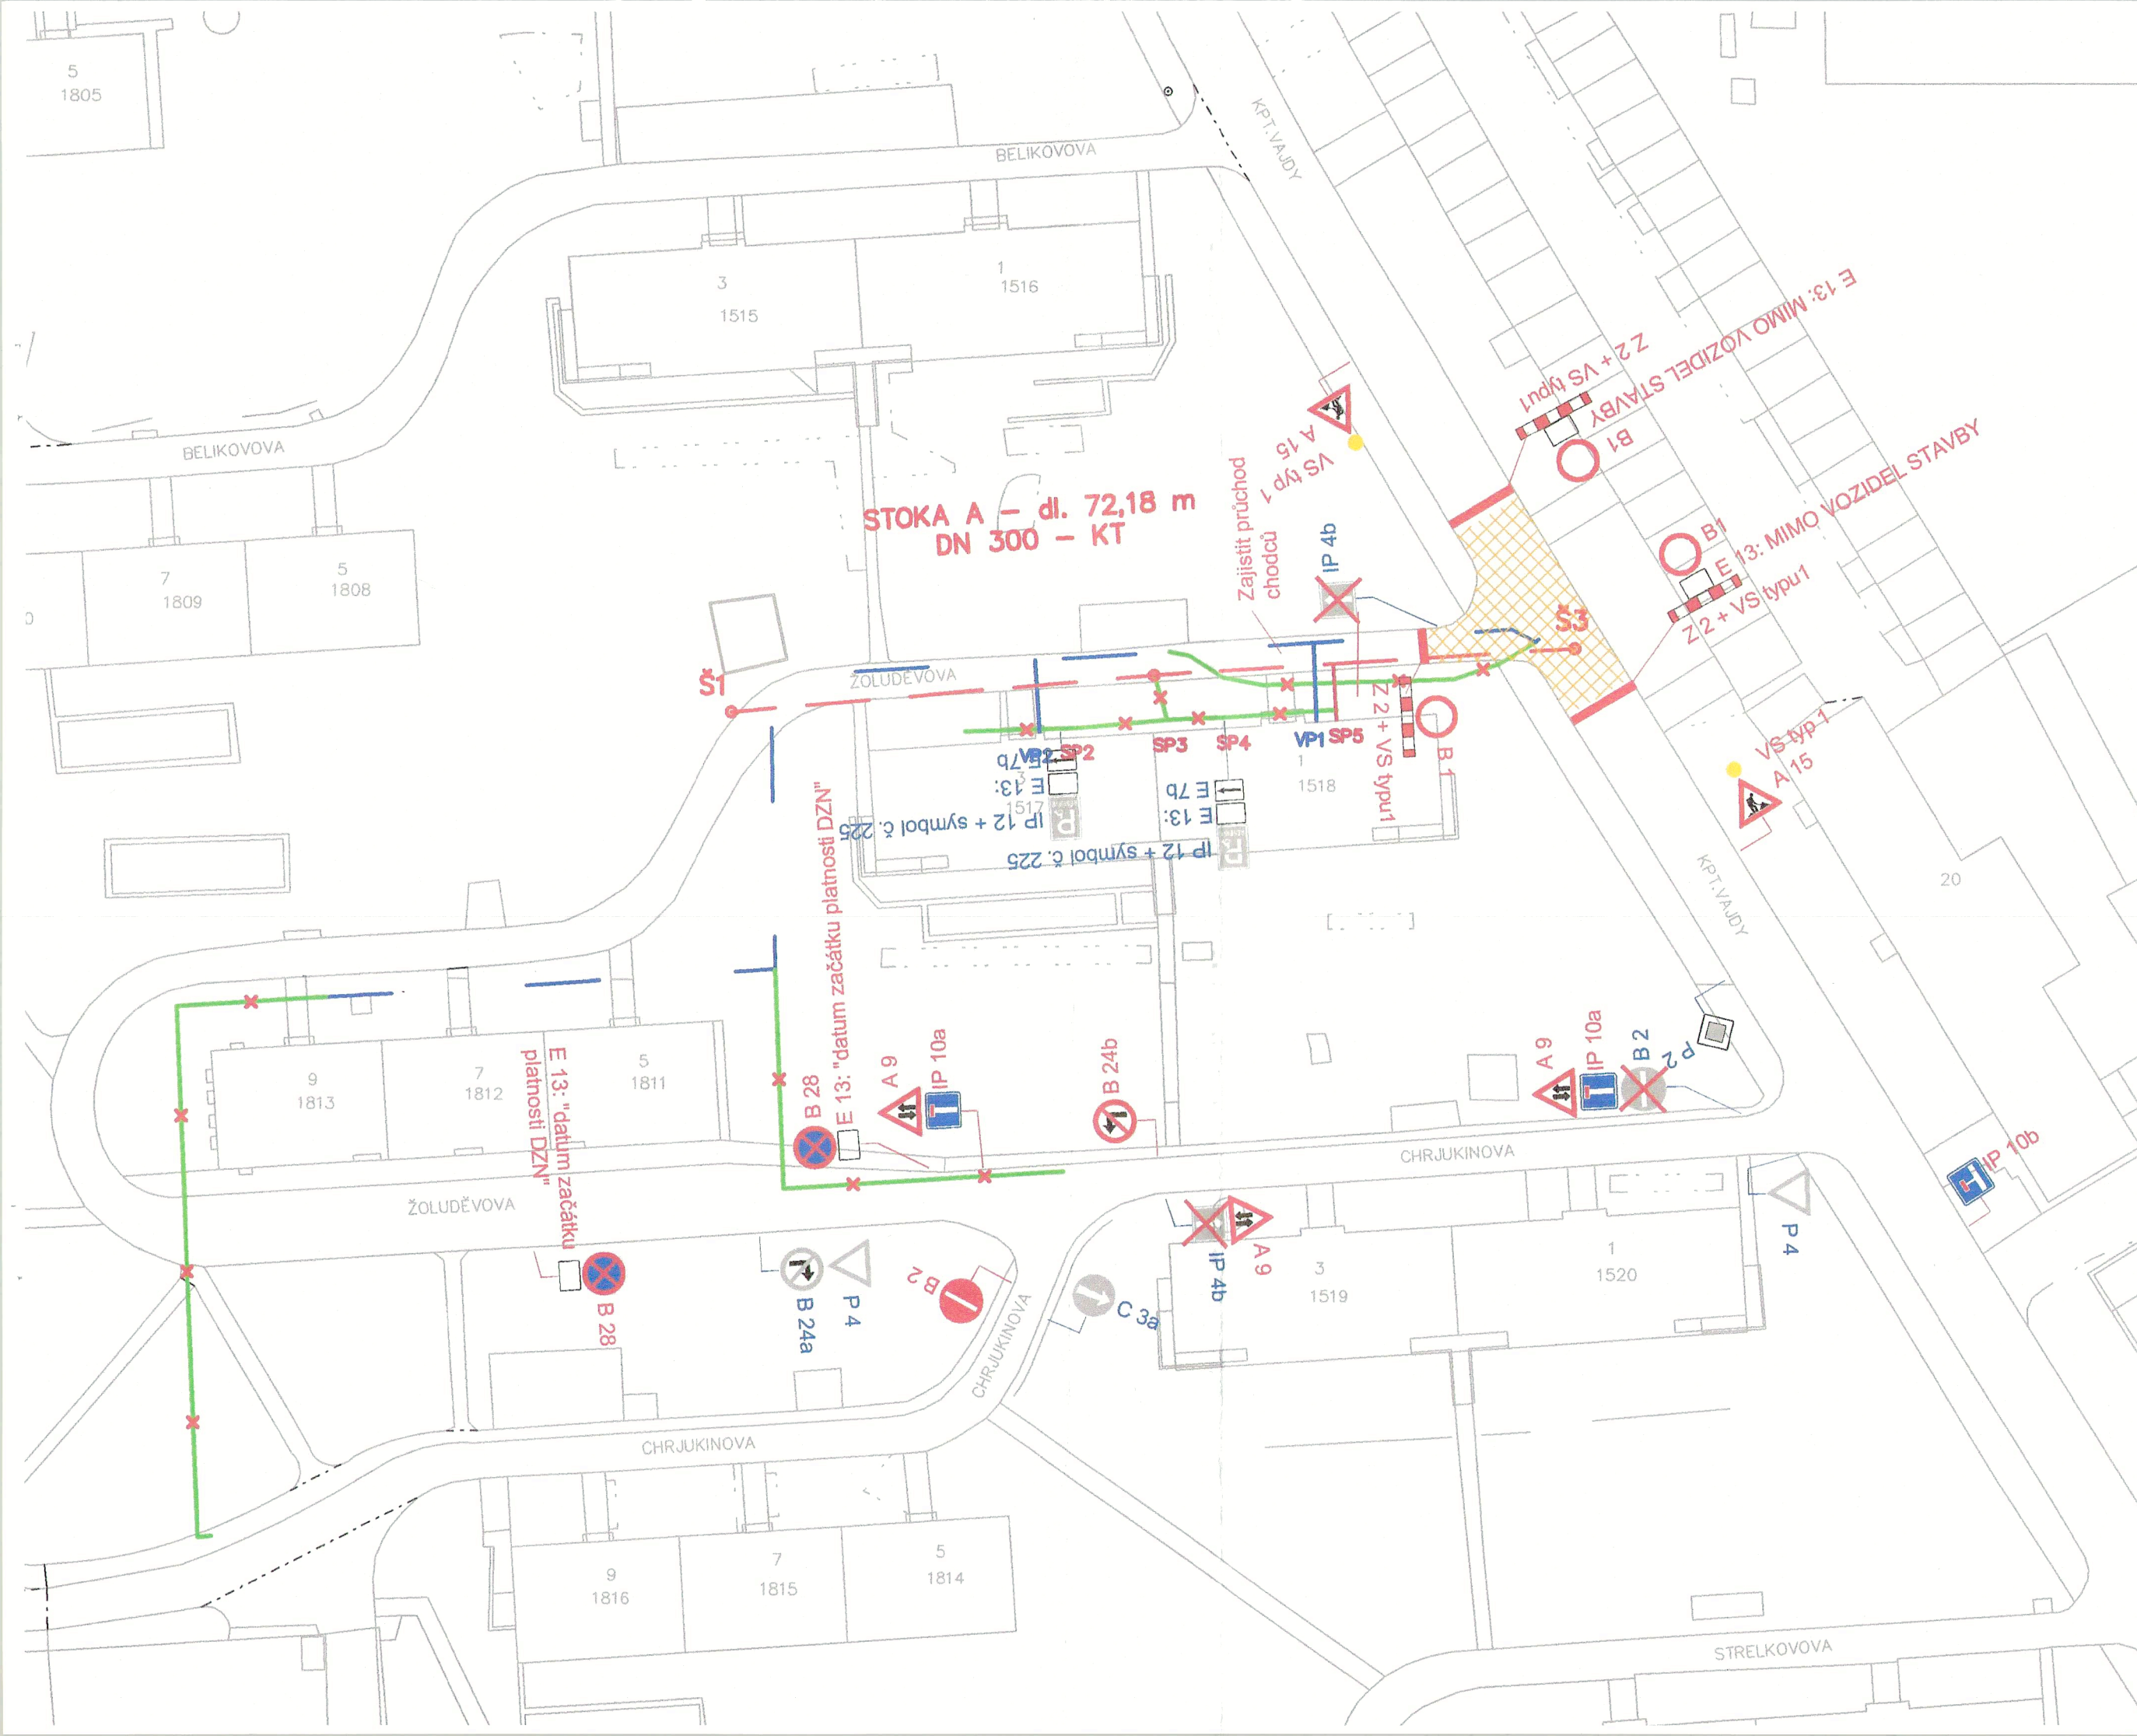 5
1805
BELIKOVOVA
KPT.VAJDY
3
1515
1
1516
BELIKOVOVA
7
1809
5
1808
STOKA A – dl. 72,18 m
DN 300 – KT
A 15
VS typ 1
Zajistit průchod
chodců
IP 4b
Z 2 + VS typu1
E 13: MIMO VOZIDEL STAVBY
B1
B1
E 13: MIMO VOZIDEL STAVBY
Z 2 + VS typu1
Š3
Š1
ŽOLUDĚVOVA
SP2
SP3
SP4
VP1
SP5
E 7b
E 13:
1517
IP 12 + symbol č. 225
E 7b
E 13:
IP 12 + symbol č. 225
1
1518
Z 2 + VS typu1
B 1
VS typ 1
A 15
KPT.VAJDY
20
9
1813
7
1812
5
1811
E 13: "datum začátku
platnosti DZN"
B 28
E 13: "datum začátku platnosti DZN"
A 9
IP 10a
B 24b
A 9
IP 10a
B 2
P 2
CHRJUKINOVA
IP 10b
ŽOLUDĚVOVA
B 28
B 24a
P 4
B 2
CHRJUKINOVA
C 3a
IP 4b
A 9
3
1519
1
1520
P 4
CHRJUKINOVA
9
1816
7
1815
5
1814
STRELKOVOVA